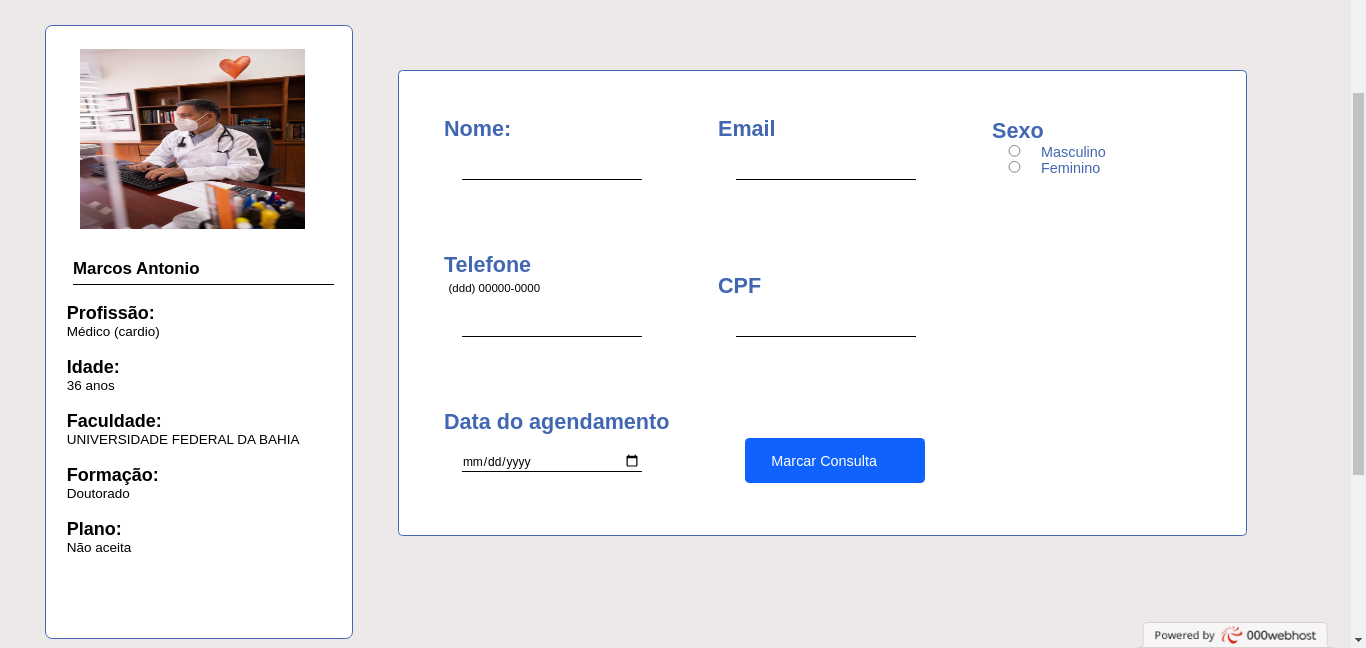 Marcos Antonio
Profissão:
Médico (cardio)
Idade:
36 anos
Faculdade:
UNIVERSIDADE FEDERAL DA BAHIA
Formação:
Doutorado
Plano:
Não aceita
Nome:
Email
Sexo
Masculino
Feminino
Telefone
(ddd) 00000-0000
CPF
Data do agendamento
mm/dd/yyyy
Marcar Consulta
Powered by 000webhost